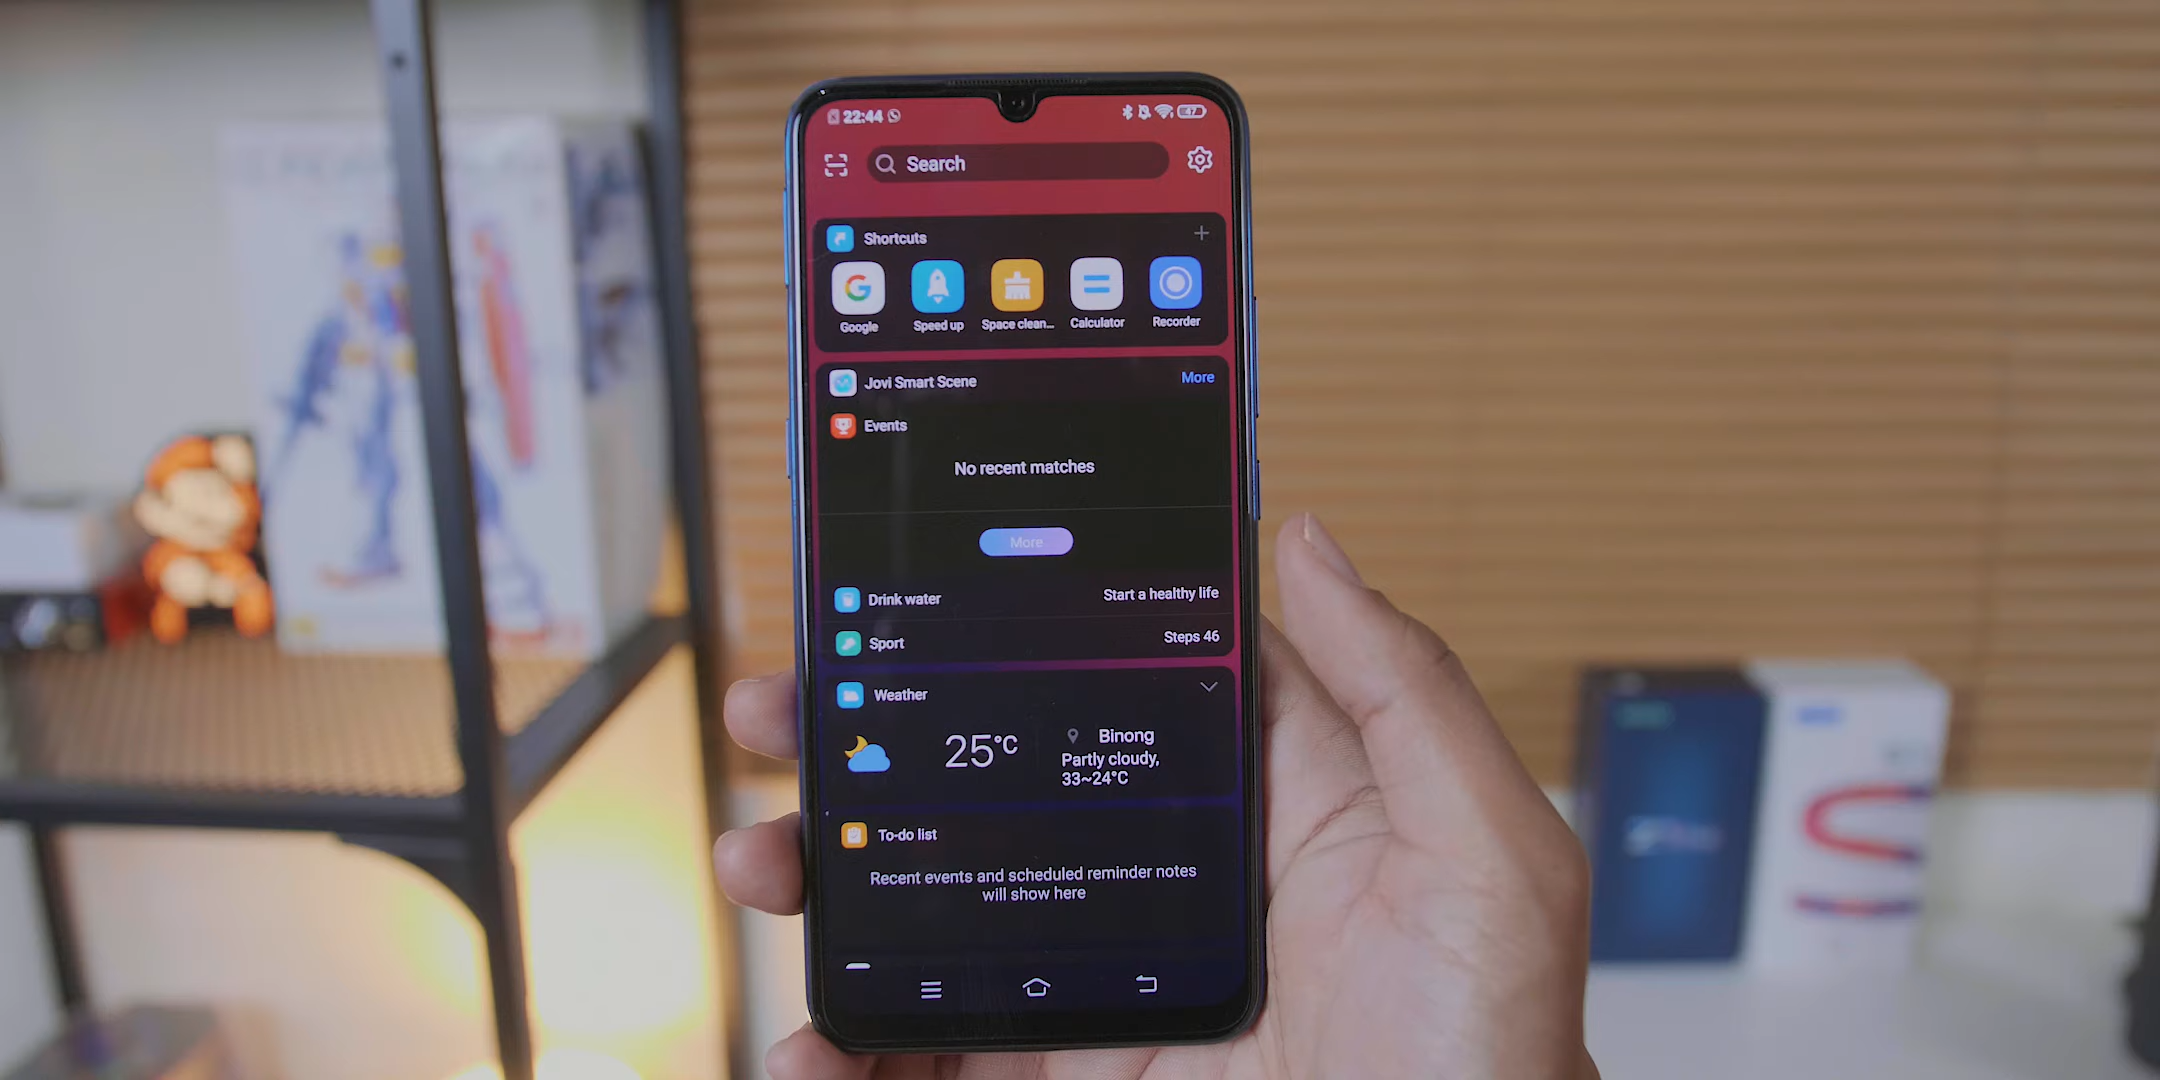 22:44
47
Search
Shortcuts
Google
Speed up
Space clean...
Calculator
Recorder
Jovi Smart Scene
More
Events
No recent matches
More
Drink water
Start a healthy life
Sport
Steps 46
Weather
25°C
Binong
Partly cloudy,
33~24°C
To-do list
Recent events and scheduled reminder notes
will show here